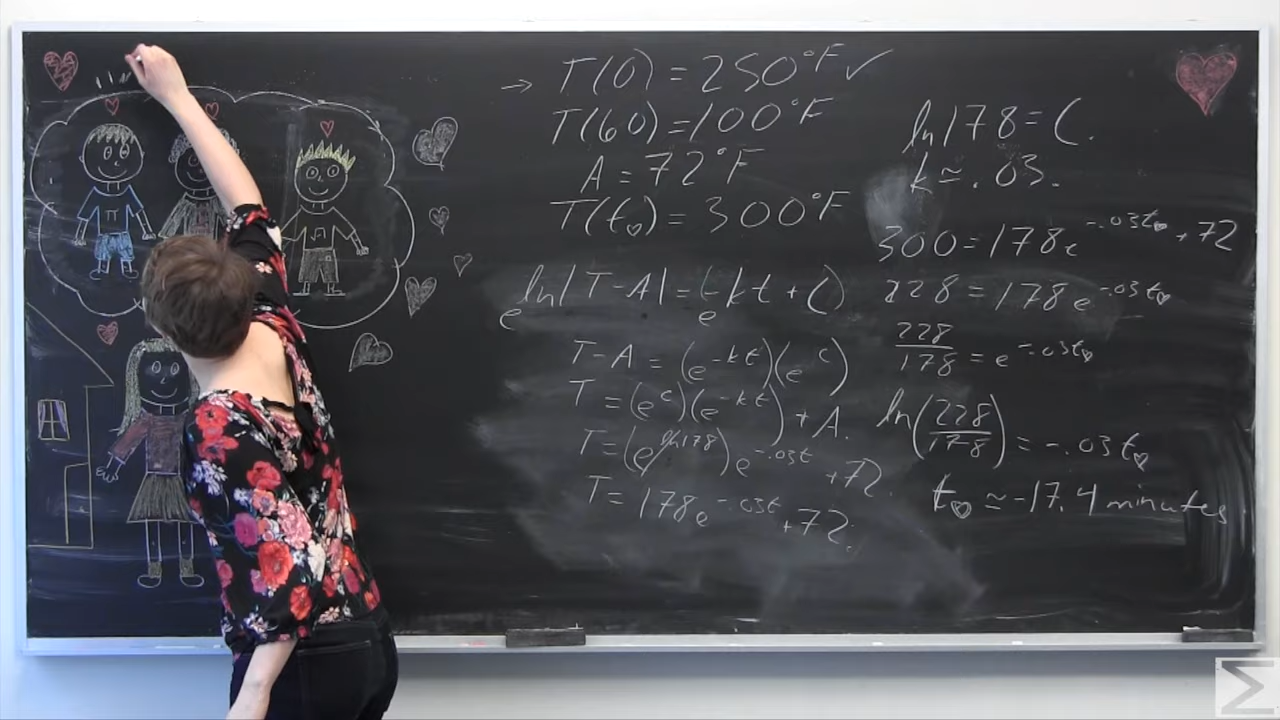 → T(0) = 250°F ✓
T(60) = 100°F
A = 72°F
T(t♡) = 300°F
e^ln|T-A| = e^(-kt + C)
T-A = (e^-kt)(e^C)
T = (e^C)(e^-kt) + A.
T = (e^ln178)e^-.03t + 72.
T = 178e^-.03t + 72.
ln178 = C.
k ≈ .03.
300 = 178e^-.03t♡ + 72
228 = 178e^-.03t♡
228/178 = e^-.03t♡
ln(228/178) = -.03t♡
t♡ ≈ -17.4 minutes
π
Σ